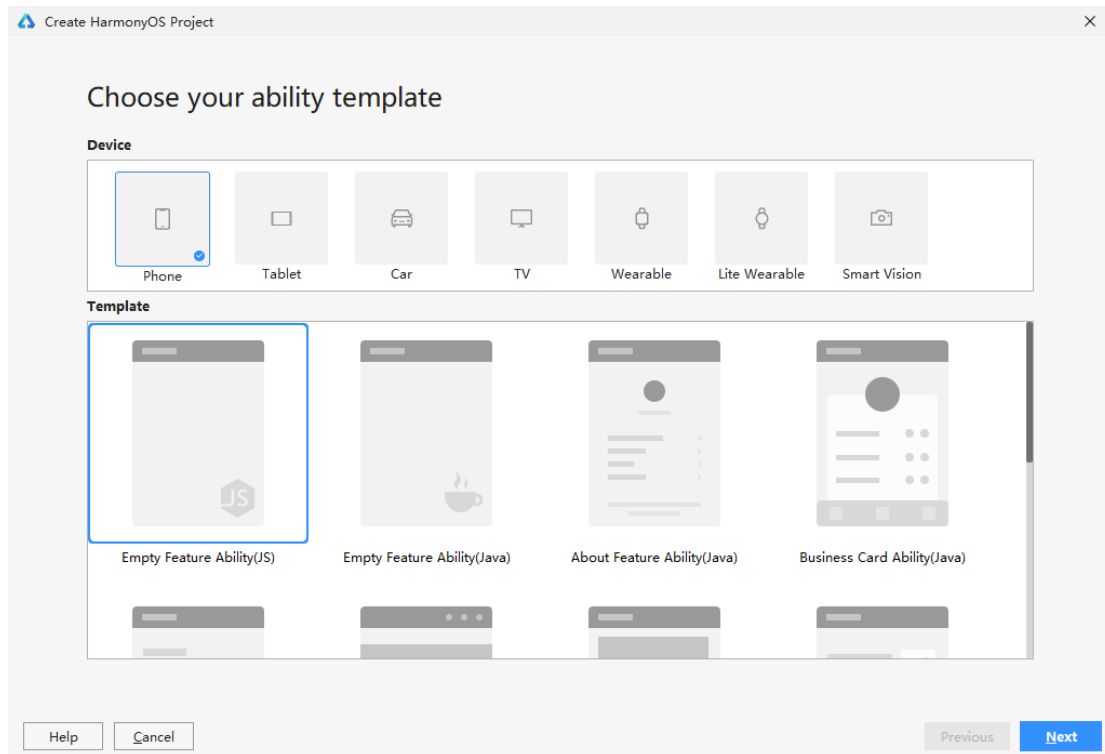 Create HarmonyOS Project
Choose your ability template
Device
Phone
Tablet
Car
TV
Wearable
Lite Wearable
Smart Vision
Template
JS
Empty Feature Ability(JS)
Empty Feature Ability(Java)
About Feature Ability(Java)
Business Card Ability(Java)
Help
Cancel
Previous
Next